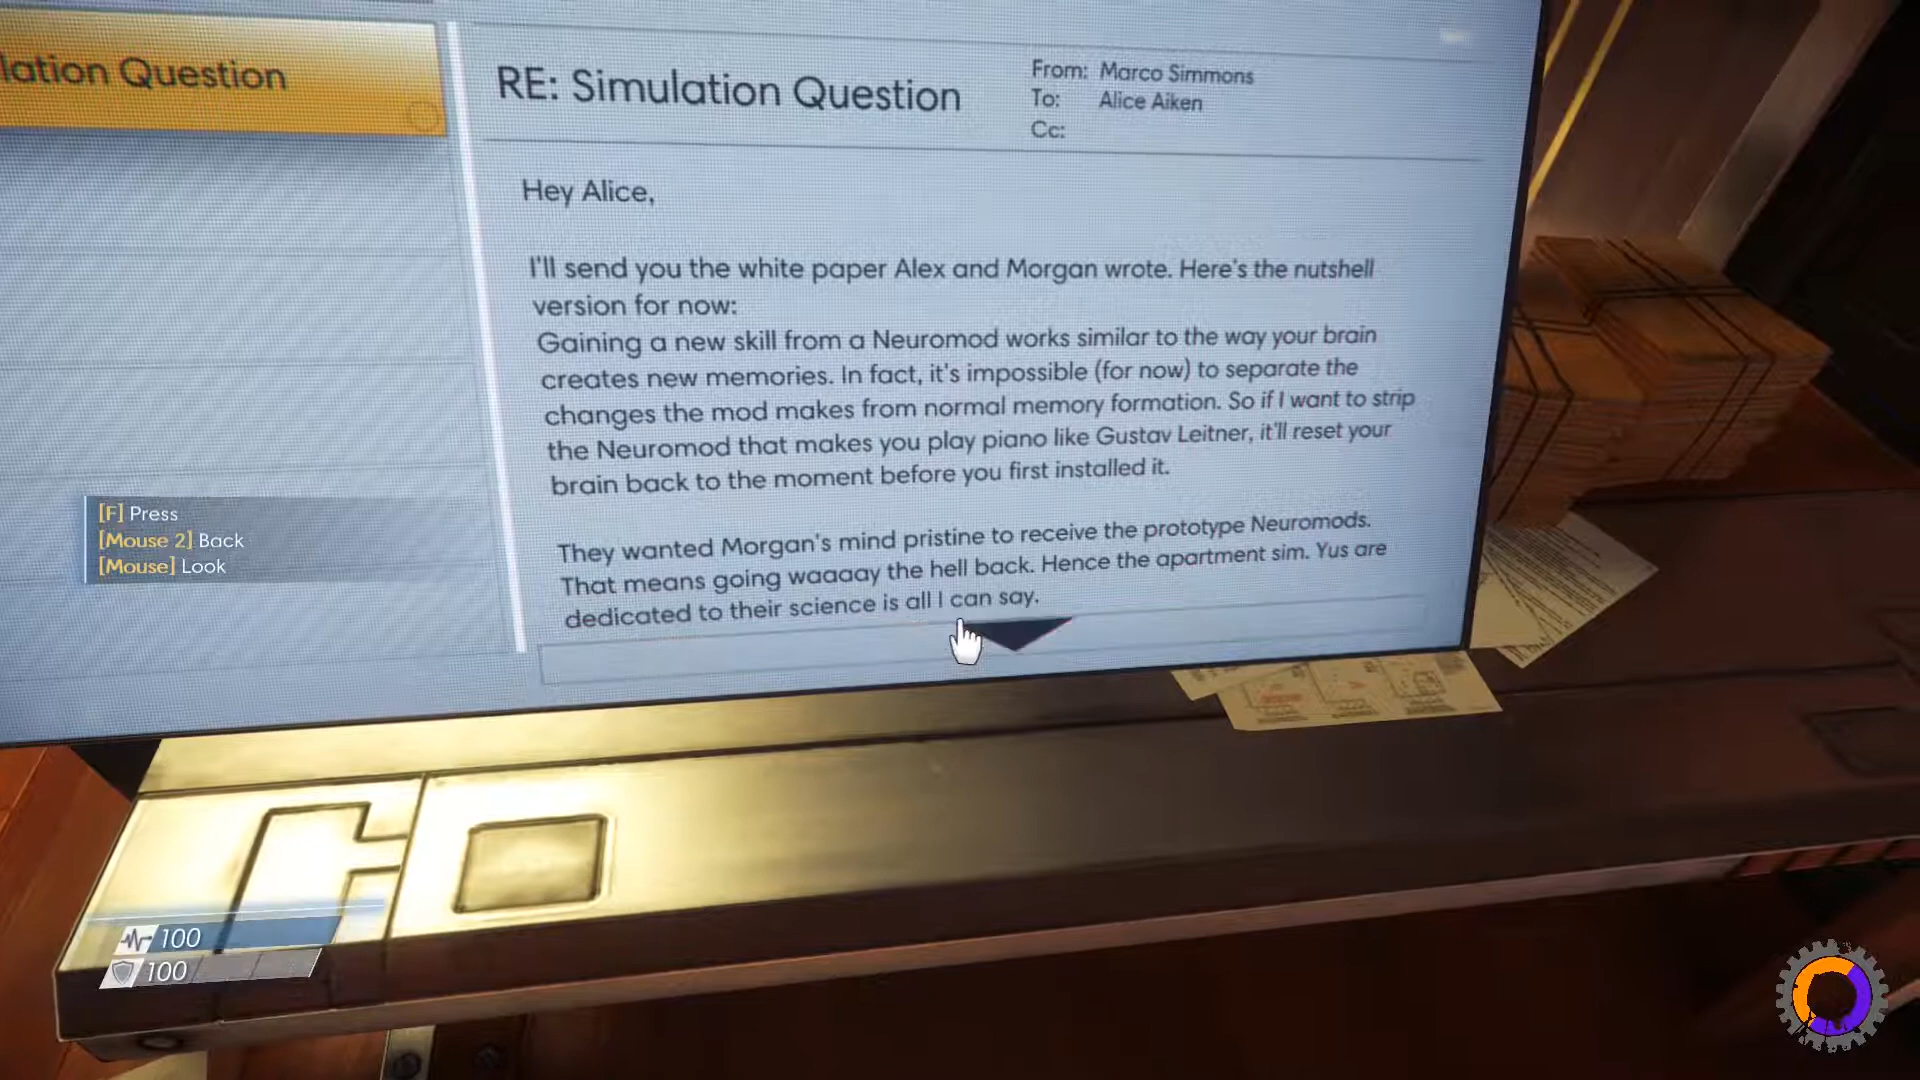 lation Question
RE: Simulation Question
From: Marco Simmons
To: Alice Aiken
Cc:
Hey Alice,
I'll send you the white paper Alex and Morgan wrote. Here's the nutshell
version for now:
Gaining a new skill from a Neuromod works similar to the way your brain
creates new memories. In fact, it's impossible (for now) to separate the
changes the mod makes from normal memory formation. So if I want to strip
the Neuromod that makes you play piano like Gustav Leitner, it'll reset your
brain back to the moment before you first installed it.
They wanted Morgan's mind pristine to receive the prototype Neuromods.
That means going waaaay the hell back. Hence the apartment sim. Yus are
dedicated to their science is all I can say.
[F] Press
[Mouse 2] Back
[Mouse] Look
100
100